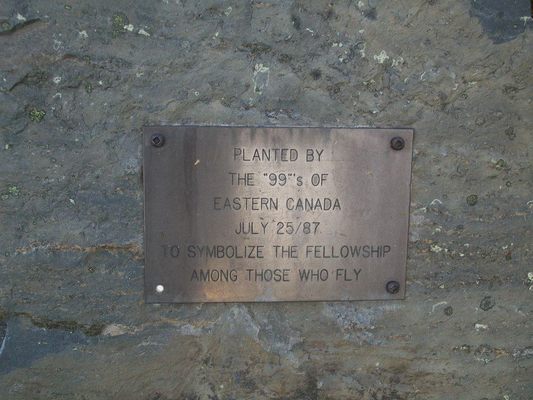 PLANTED BY
THE "99"'s OF
EASTERN CANADA
JULY 25/87
TO SYMBOLIZE THE FELLOWSHIP
AMONG THOSE WHO FLY